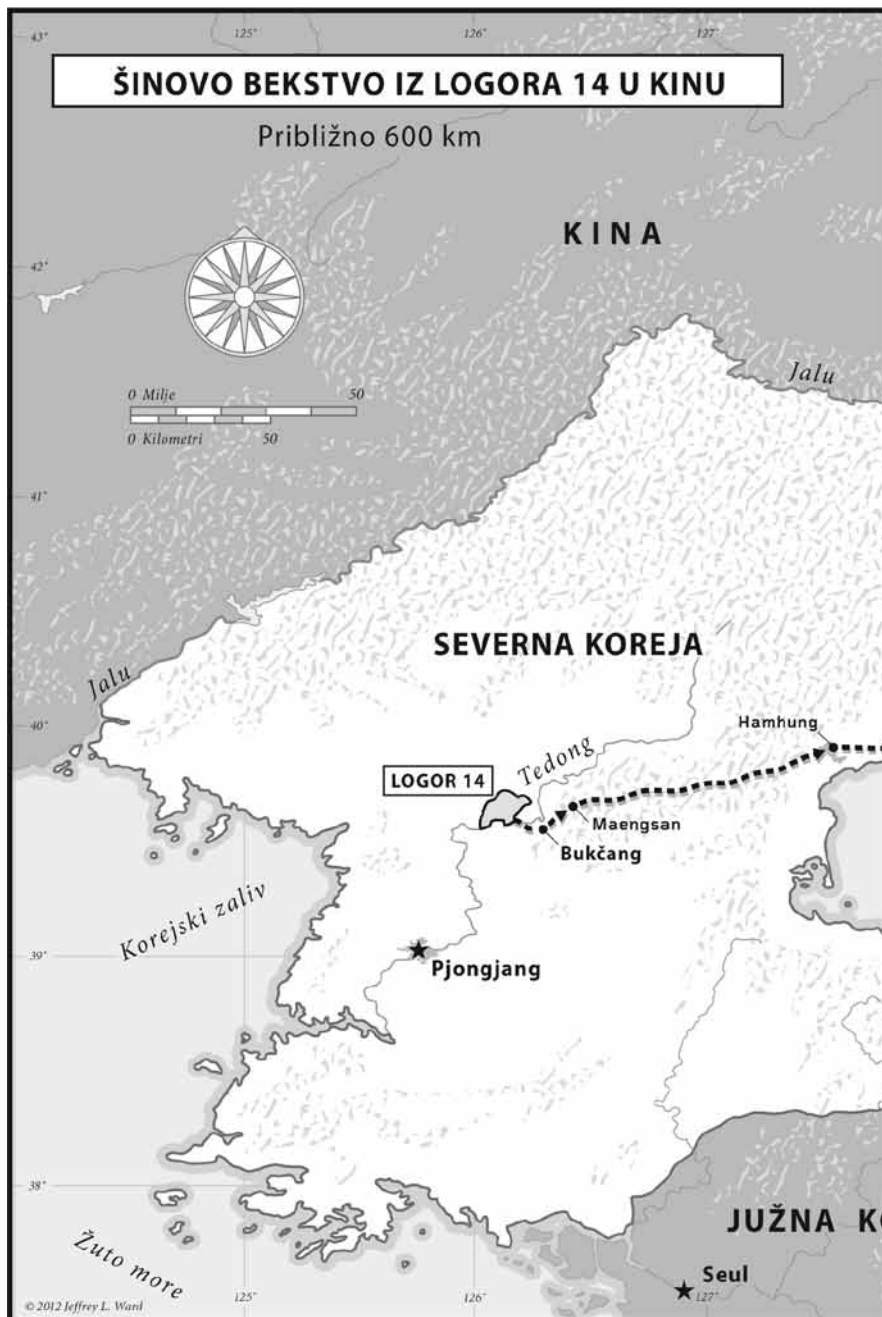 43°
125°
126°
127°
ŠINOVO BEKSTVO IZ LOGORA 14 U KINU
Približno 600 km
KINA
42°
Jalu
0 Milje 50
0 Kilometri 50
41°
SEVERNA KOREJA
Jalu
40°
Hamhung
Tedong
LOGOR 14
Maengsan
Bukčang
Korejski zaliv
39°
Pjongjang
38°
JUŽNA KO
Žuto more
Seul
© 2012 Jeffrey L. Ward
125°
126°
127°